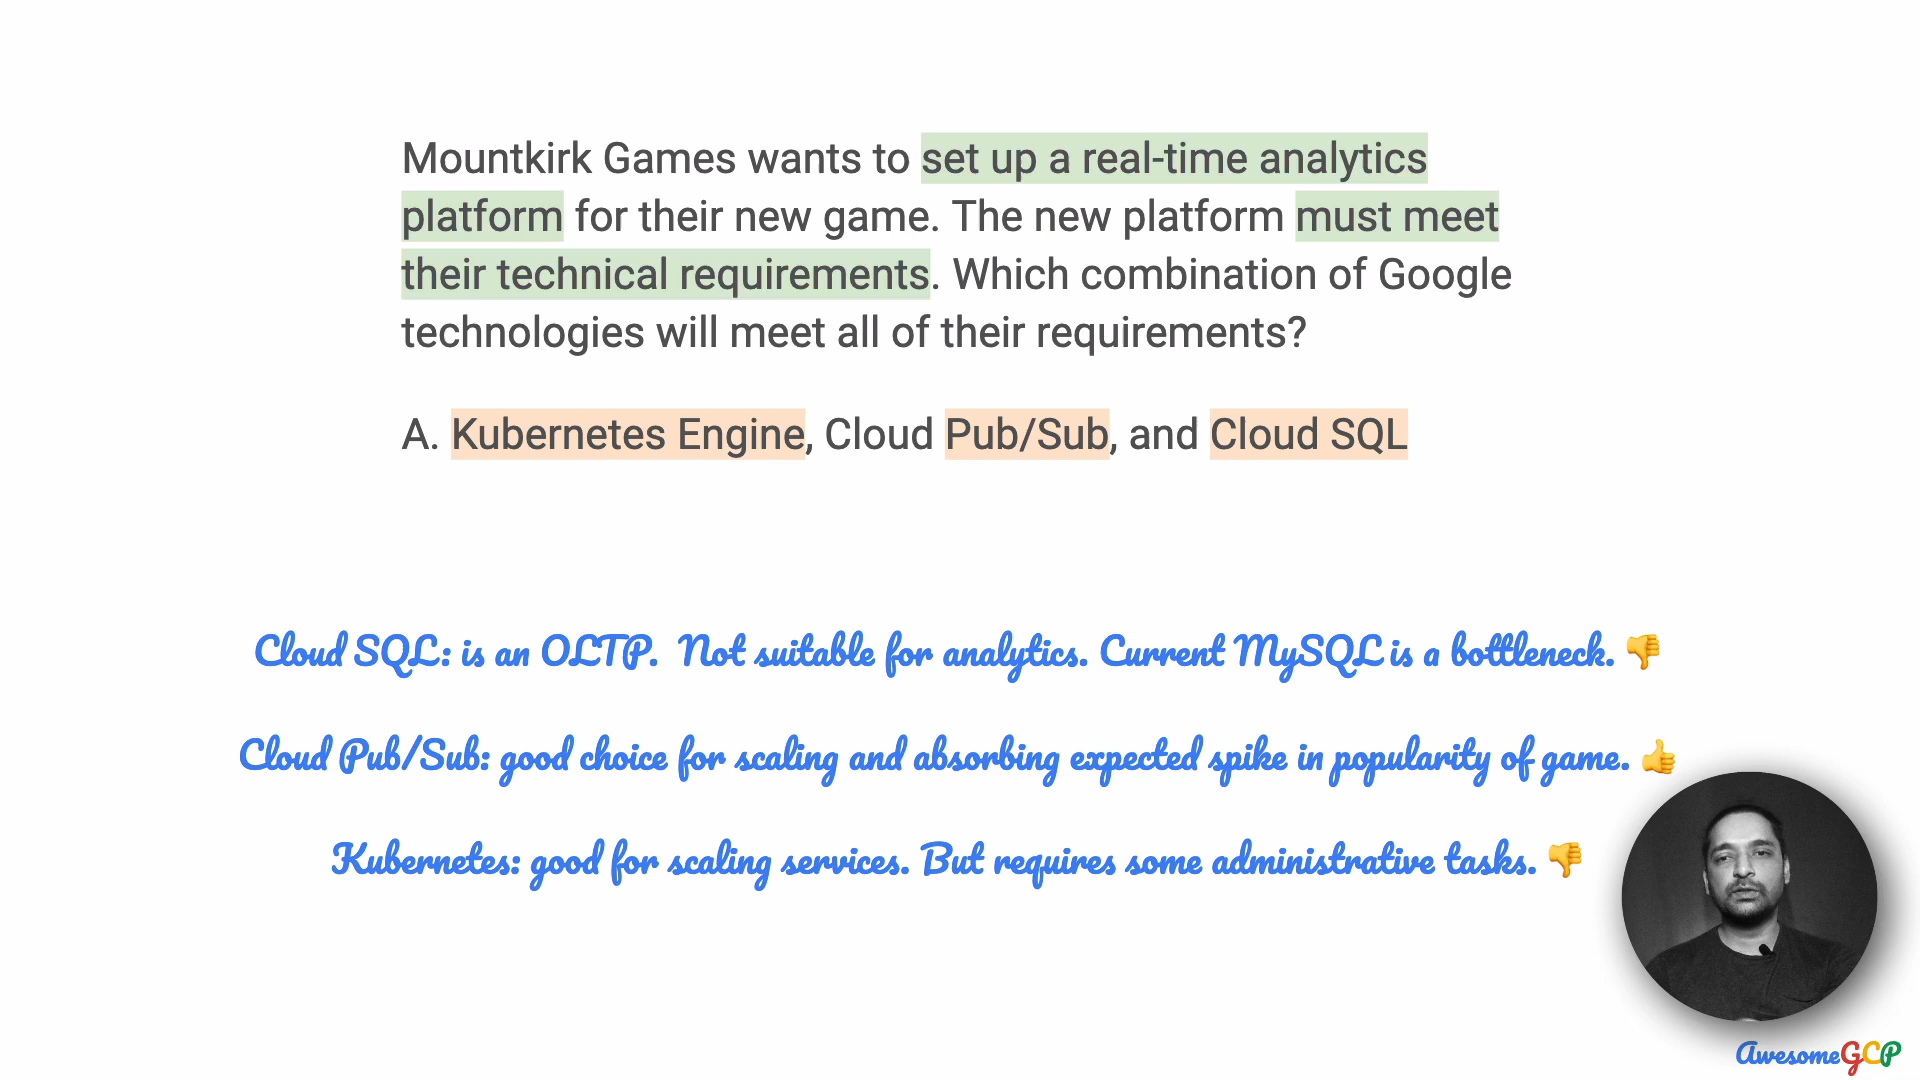 Mountkirk Games wants to set up a real-time analytics
platform for their new game. The new platform must meet
their technical requirements. Which combination of Google
technologies will meet all of their requirements?
A. Kubernetes Engine, Cloud Pub/Sub, and Cloud SQL
Cloud SQL: is an OLTP. Not suitable for analytics. Current MySQL is a bottleneck. 👎
Cloud Pub/Sub: good choice for scaling and absorbing expected spike in popularity of game. 👍
Kubernetes: good for scaling services. But requires some administrative tasks. 👎
AwesomeGCP